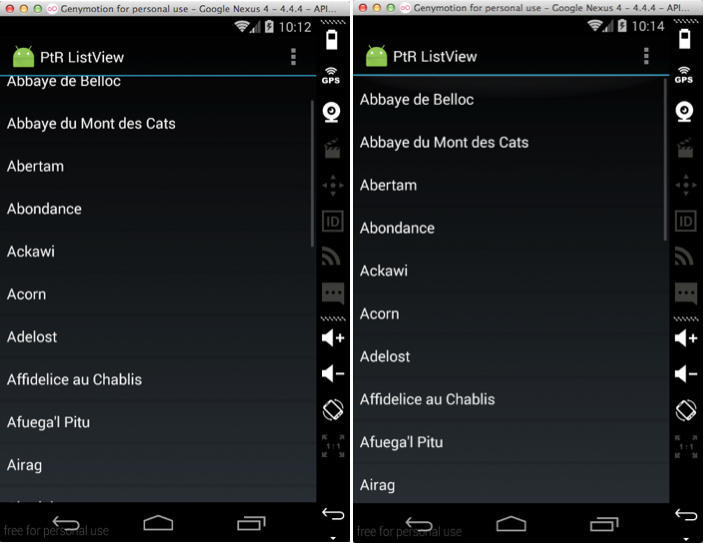 Genymotion for personal use – Google Nexus 4 – 4.4.4 – API...
10:12
PtR ListView
GPS
Abbaye de Belloc
Abbaye du Mont des Cats
Abertam
Abondance
Ackawi
Acorn
Adelost
Affidelice au Chablis
Afuega'l Pitu
Airag
ID
1:1
free for personal use
Genymotion for personal use – Google Nexus 4 – 4.4.4 – API...
10:14
PtR ListView
GPS
Abbaye de Belloc
Abbaye du Mont des Cats
Abertam
Abondance
Ackawi
Acorn
Adelost
Affidelice au Chablis
Afuega'l Pitu
Airag
ID
1:1
free for personal use